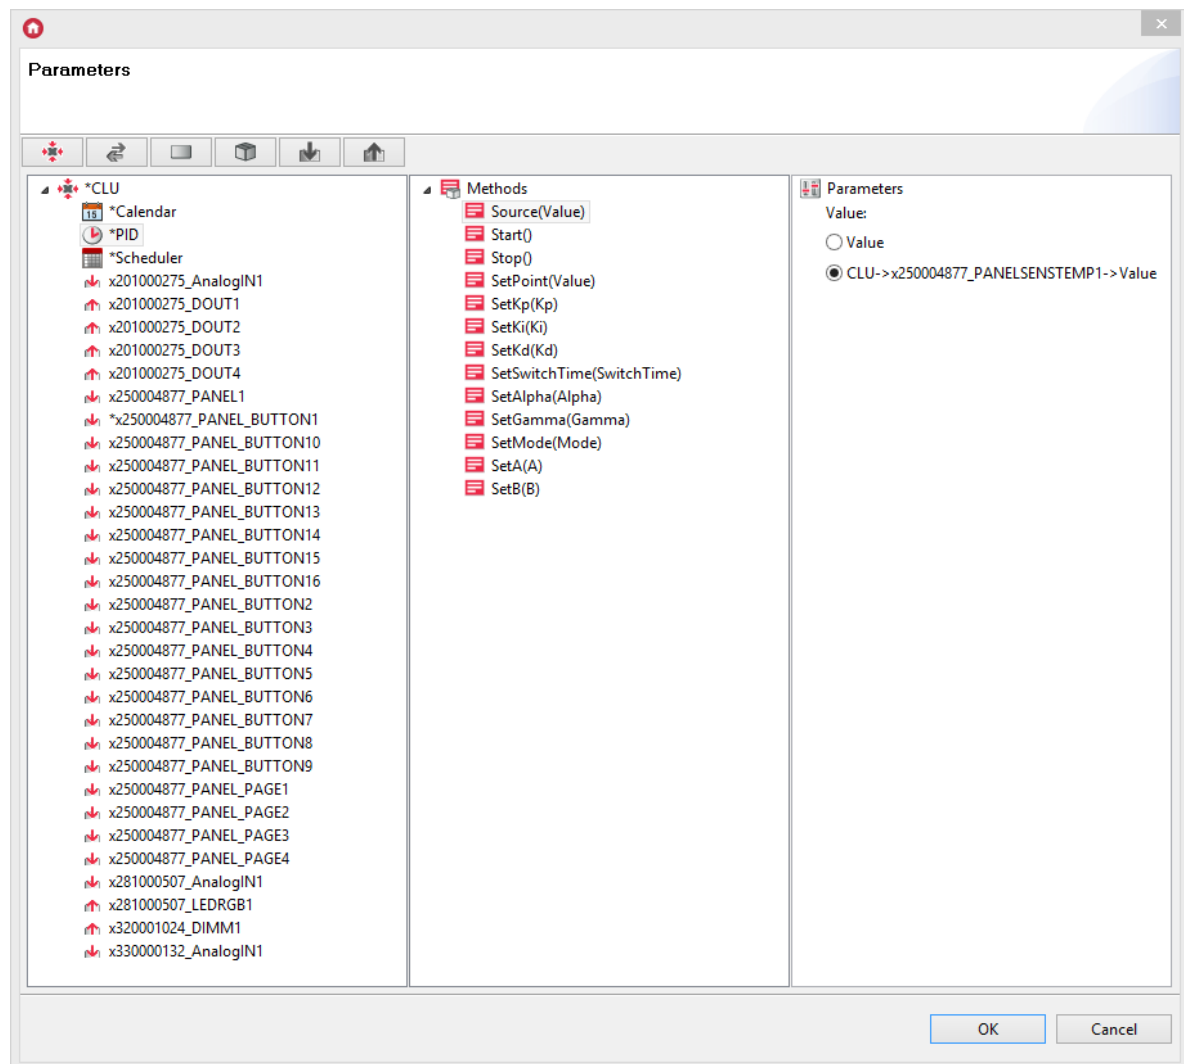 Parameters
*CLU
15 *Calendar
*PID
*Scheduler
x201000275_AnalogIN1
x201000275_DOUT1
x201000275_DOUT2
x201000275_DOUT3
x201000275_DOUT4
x250004877_PANEL1
*x250004877_PANEL_BUTTON1
x250004877_PANEL_BUTTON10
x250004877_PANEL_BUTTON11
x250004877_PANEL_BUTTON12
x250004877_PANEL_BUTTON13
x250004877_PANEL_BUTTON14
x250004877_PANEL_BUTTON15
x250004877_PANEL_BUTTON16
x250004877_PANEL_BUTTON2
x250004877_PANEL_BUTTON3
x250004877_PANEL_BUTTON4
x250004877_PANEL_BUTTON5
x250004877_PANEL_BUTTON6
x250004877_PANEL_BUTTON7
x250004877_PANEL_BUTTON8
x250004877_PANEL_BUTTON9
x250004877_PANEL_PAGE1
x250004877_PANEL_PAGE2
x250004877_PANEL_PAGE3
x250004877_PANEL_PAGE4
x281000507_AnalogIN1
x281000507_LEDRGB1
x320001024_DIMM1
x330000132_AnalogIN1
Methods
Source(Value)
Start()
Stop()
SetPoint(Value)
SetKp(Kp)
SetKi(Ki)
SetKd(Kd)
SetSwitchTime(SwitchTime)
SetAlpha(Alpha)
SetGamma(Gamma)
SetMode(Mode)
SetA(A)
SetB(B)
Parameters
Value:
Value
CLU->x250004877_PANELSENSTEMP1->Value
OK
Cancel